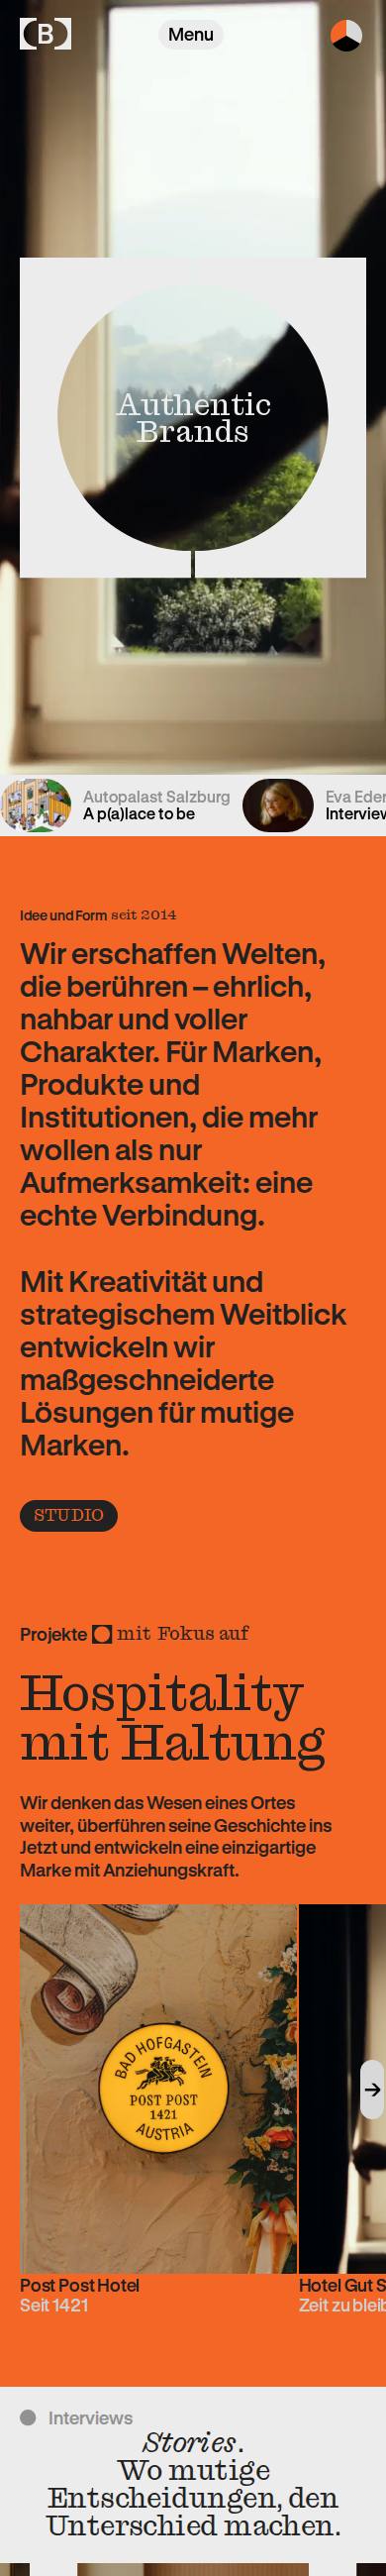 B
Menu
Authentic
Brands
Autopalast Salzburg
A p(a)lace to be
Eva Eder
Interview
Idee und Form seit 2014
Wir erschaffen Welten,
die berühren – ehrlich,
nahbar und voller
Charakter. Für Marken,
Produkte und
Institutionen, die mehr
wollen als nur
Aufmerksamkeit: eine
echte Verbindung.
Mit Kreativität und
strategischem Weitblick
entwickeln wir
maßgeschneiderte
Lösungen für mutige
Marken.
STUDIO
Projekte mit Fokus auf
Hospitality
mit Haltung
Wir denken das Wesen eines Ortes
weiter, überführen seine Geschichte ins
Jetzt und entwickeln eine einzigartige
Marke mit Anziehungskraft.
BAD HOFGASTEIN
POST POST
1421
AUSTRIA
Post Post Hotel
Seit 1421
Hotel Gut S
Zeit zu bleib
Interviews
Stories.
Wo mutige
Entscheidungen, den
Unterschied machen.